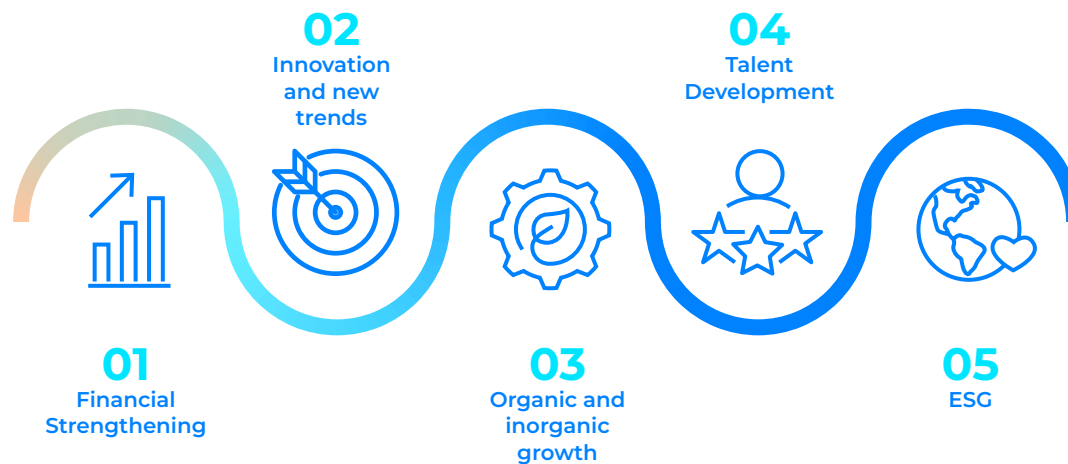 01
Financial
Strengthening
02
Innovation
and new
trends
03
Organic and
inorganic
growth
04
Talent
Development
05
ESG